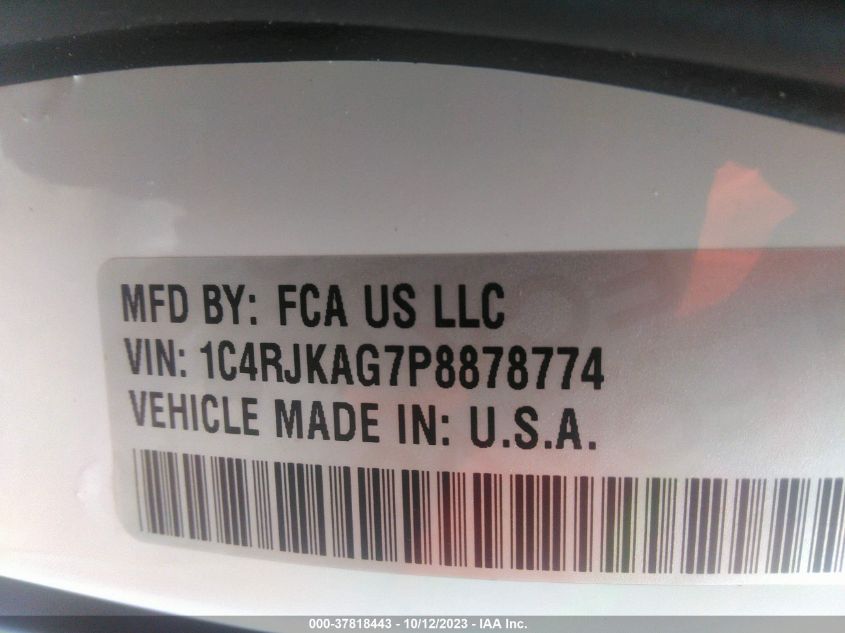 MFD BY: FCA US LLC
VIN: 1C4RJKAG7P8878774
VEHICLE MADE IN: U.S.A.
000-37818443 - 10/12/2023 - IAA Inc.